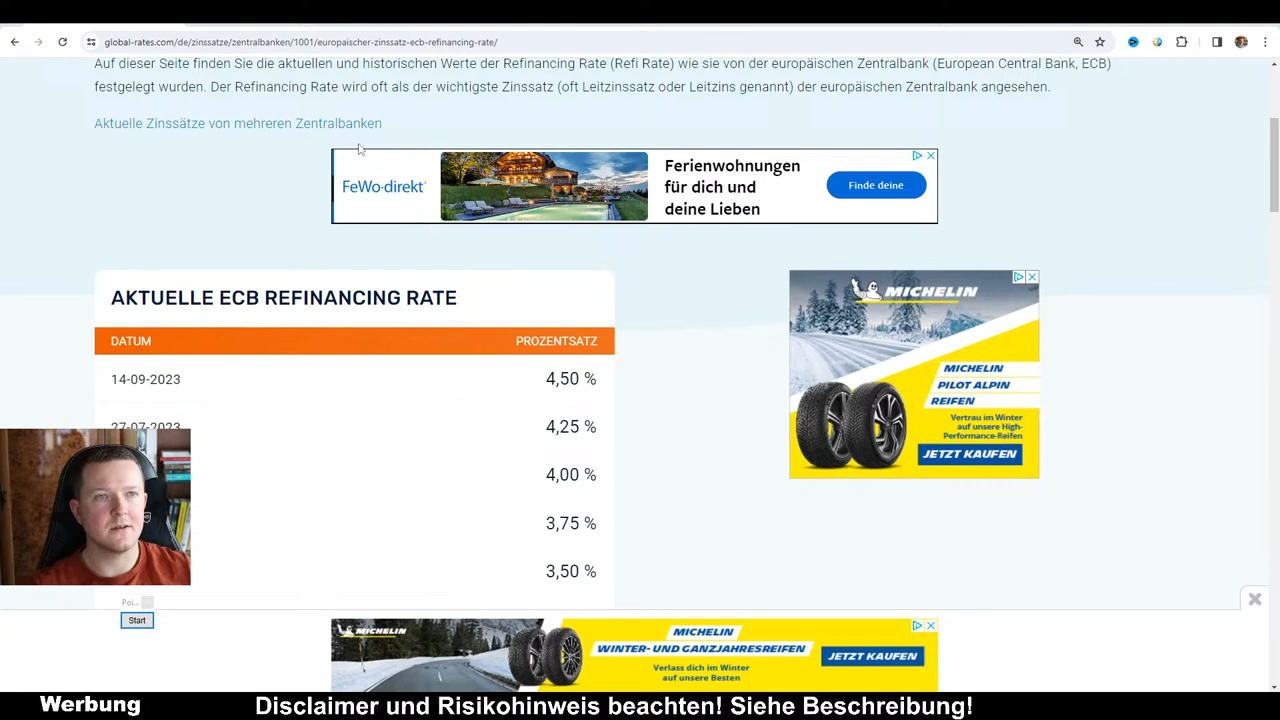 global-rates.com/de/zinssatze/zentralbanken/1001/europaischer-zinssatz-ecb-refinancing-rate/
Auf dieser Seite finden Sie die aktuellen und historischen Werte der Refinancing Rate (Refi Rate) wie sie von der europäischen Zentralbank (European Central Bank, ECB)
festgelegt wurden. Der Refinancing Rate wird oft als der wichtigste Zinssatz (oft Leitzinssatz oder Leitzins genannt) der europäischen Zentralbank angesehen.
Aktuelle Zinssätze von mehreren Zentralbanken
FeWo-direkt
Ferienwohnungen
für dich und
deine Lieben
Finde deine
AKTUELLE ECB REFINANCING RATE
DATUM PROZENTSATZ
14-09-2023 4,50 %
27-07-2023 4,25 %
4,00 %
3,75 %
3,50 %
MICHELIN
MICHELIN
PILOT ALPIN
REIFEN
Vertrau im Winter
auf unsere High-
Performance-Reifen
JETZT KAUFEN
Poi...
Start
MICHELIN
MICHELIN
WINTER- UND GANZJAHRESREIFEN
Verlass dich im Winter
auf unsere Besten
JETZT KAUFEN
Werbung Disclaimer und Risikohinweis beachten! Siehe Beschreibung!